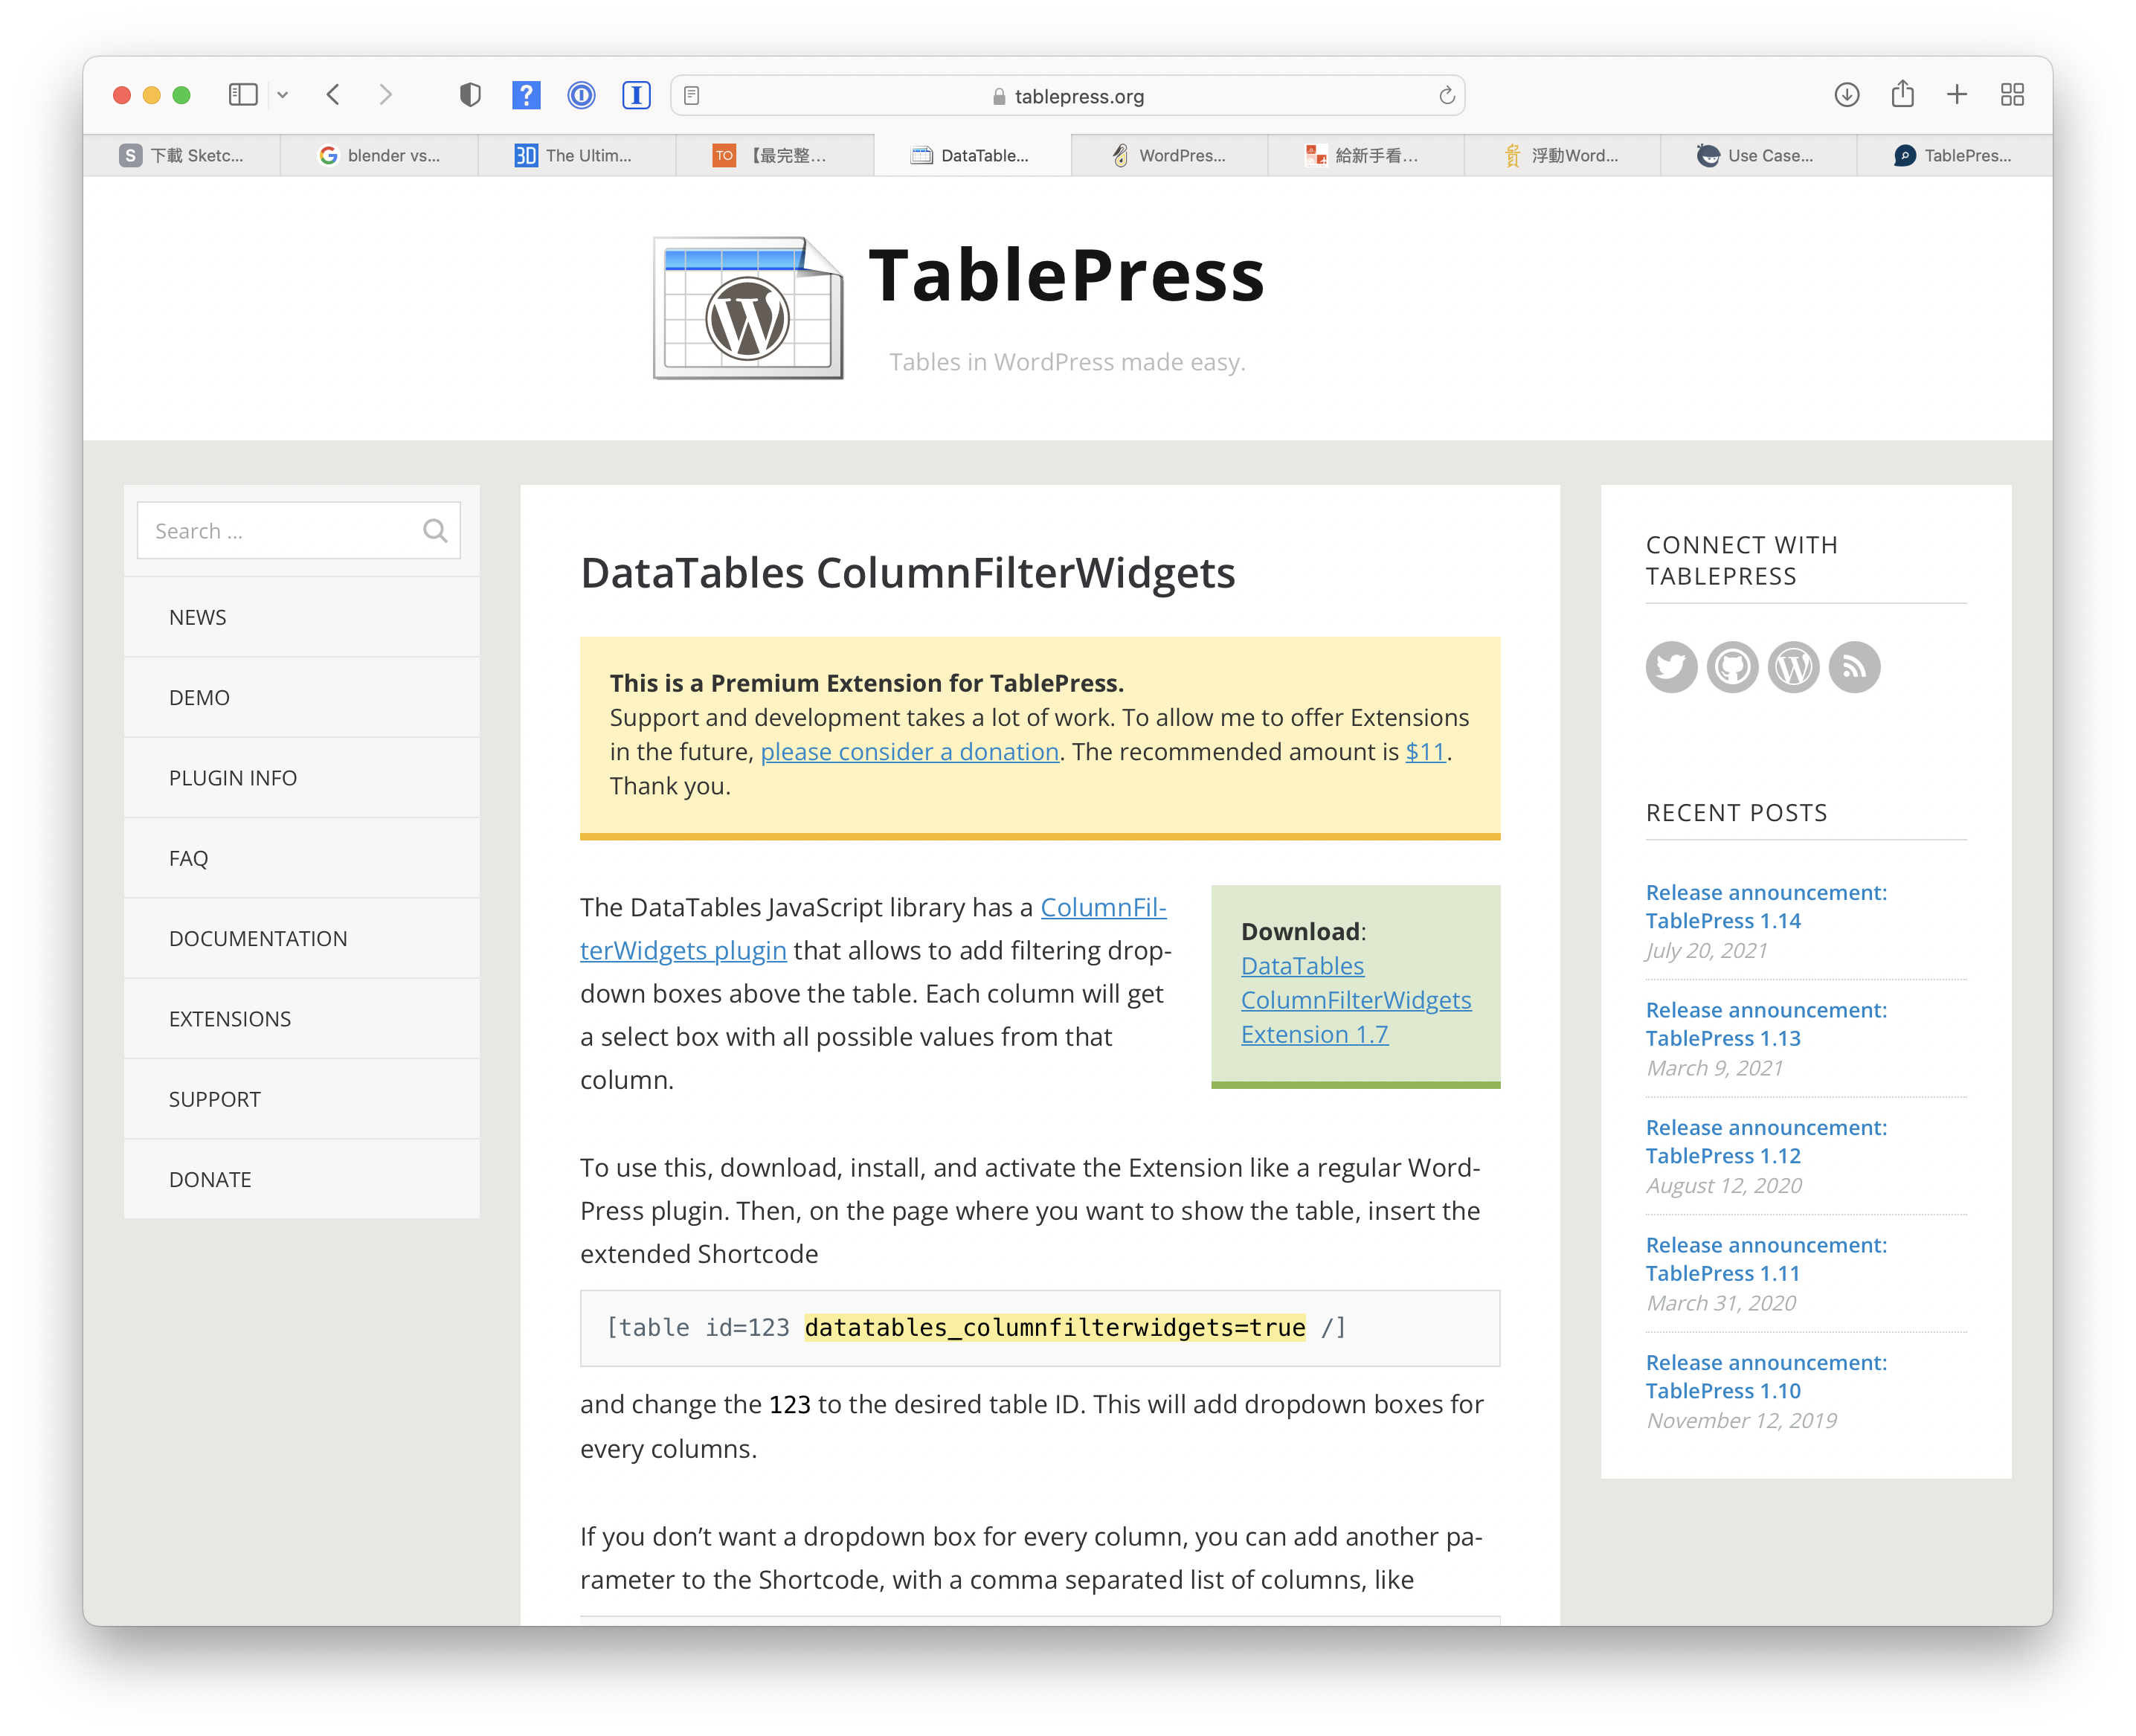 tablepress.org
S 下載 Sketc...
blender vs...
3D The Ultim...
TO 【最完整...
DataTable...
WordPres...
給新手看...
浮動Word...
Use Case...
TablePres...
TablePress
Tables in WordPress made easy.
Search ...
NEWS
DEMO
PLUGIN INFO
FAQ
DOCUMENTATION
EXTENSIONS
SUPPORT
DONATE
DataTables ColumnFilterWidgets
This is a Premium Extension for TablePress.
Support and development takes a lot of work. To allow me to offer Extensions
in the future, please consider a donation. The recommended amount is $11.
Thank you.
The DataTables JavaScript library has a ColumnFil-
terWidgets plugin that allows to add filtering drop-
down boxes above the table. Each column will get
a select box with all possible values from that
column.
Download:
DataTables
ColumnFilterWidgets
Extension 1.7
To use this, download, install, and activate the Extension like a regular Word-
Press plugin. Then, on the page where you want to show the table, insert the
extended Shortcode
[table id=123 datatables_columnfilterwidgets=true /]
and change the 123 to the desired table ID. This will add dropdown boxes for
every columns.
If you don’t want a dropdown box for every column, you can add another pa-
rameter to the Shortcode, with a comma separated list of columns, like
CONNECT WITH
TABLEPRESS
RECENT POSTS
Release announcement:
TablePress 1.14
July 20, 2021
Release announcement:
TablePress 1.13
March 9, 2021
Release announcement:
TablePress 1.12
August 12, 2020
Release announcement:
TablePress 1.11
March 31, 2020
Release announcement:
TablePress 1.10
November 12, 2019